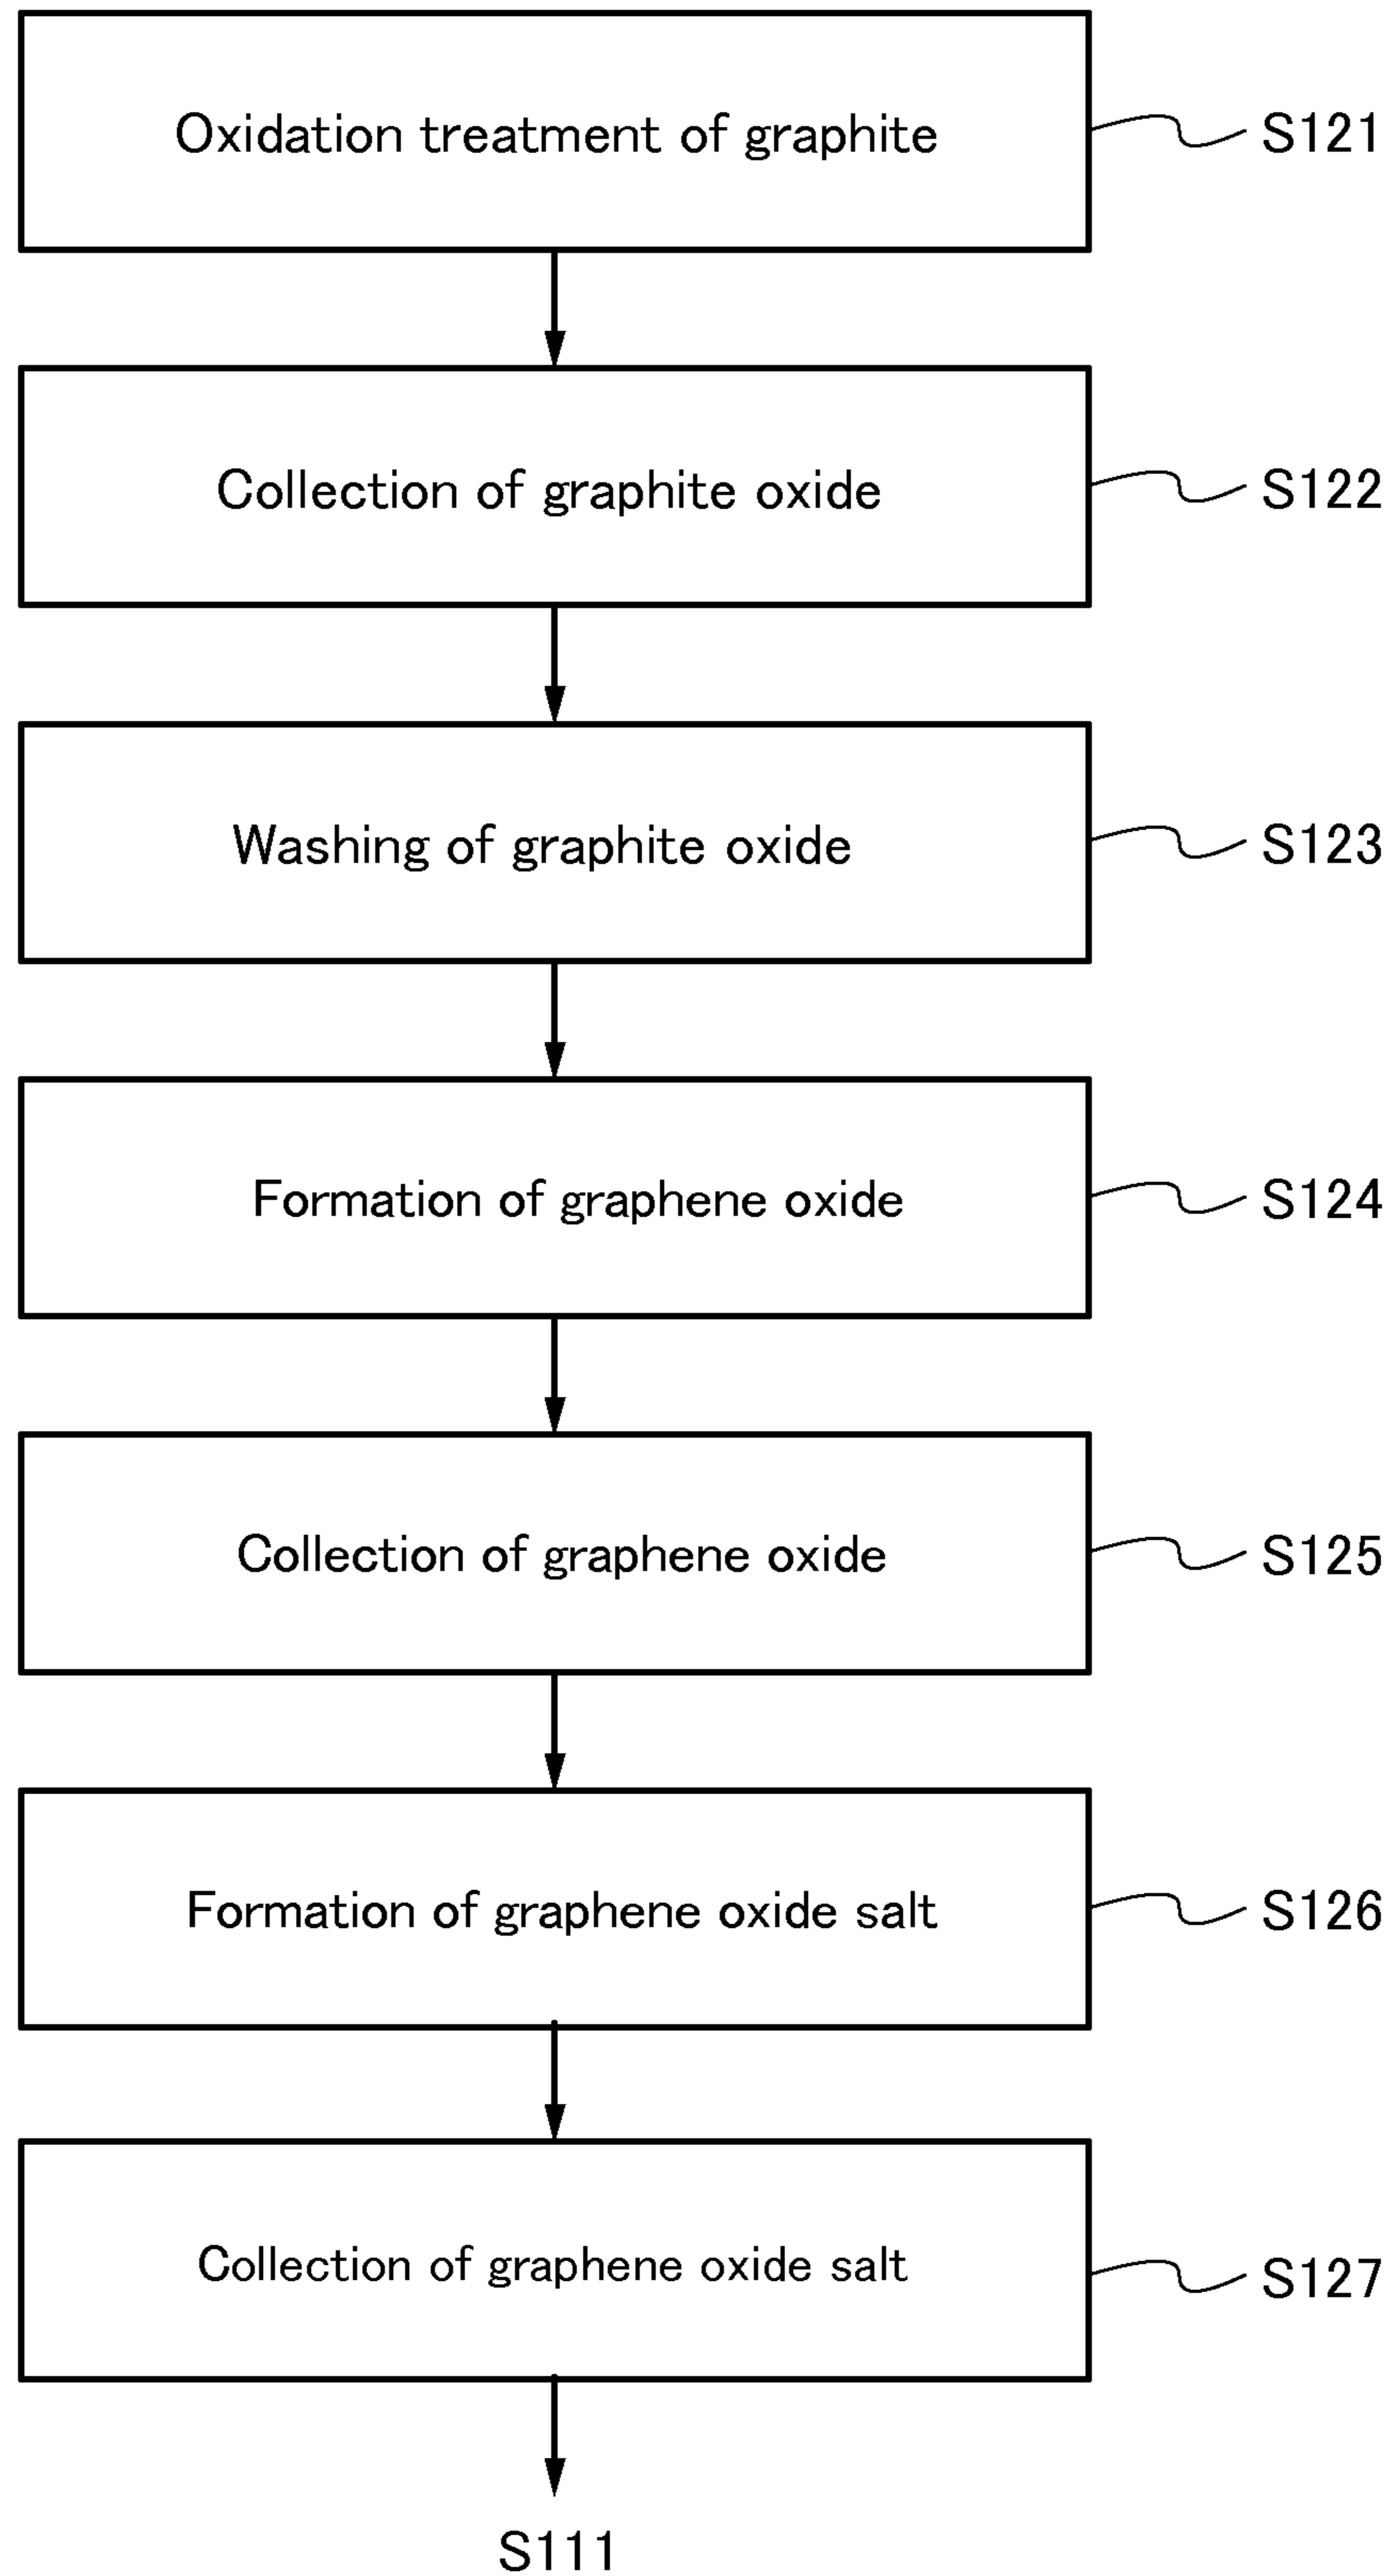 Oxidation treatment of graphite
S121
Collection of graphite oxide
S122
Washing of graphite oxide
S123
Formation of graphene oxide
S124
Collection of graphene oxide
S125
Formation of graphene oxide salt
S126
Collection of graphene oxide salt
S127
S111